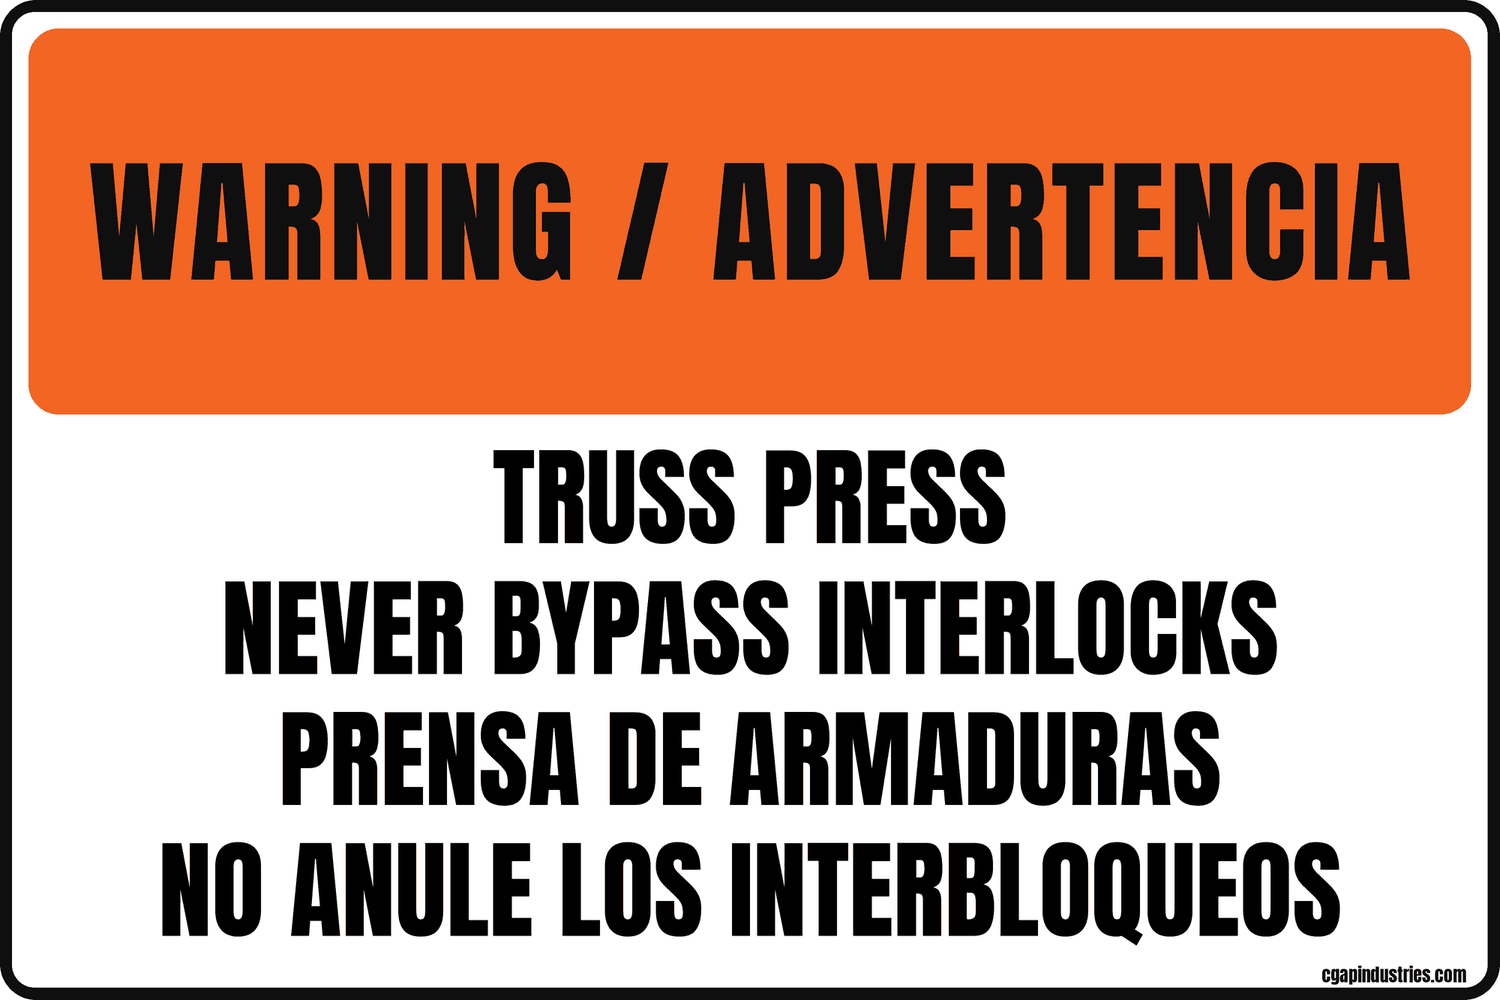 WARNING / ADVERTENCIA
TRUSS PRESS
NEVER BYPASS INTERLOCKS
PRENSA DE ARMADURAS
NO ANULE LOS INTERBLOQUEOS
cgapindustries.com